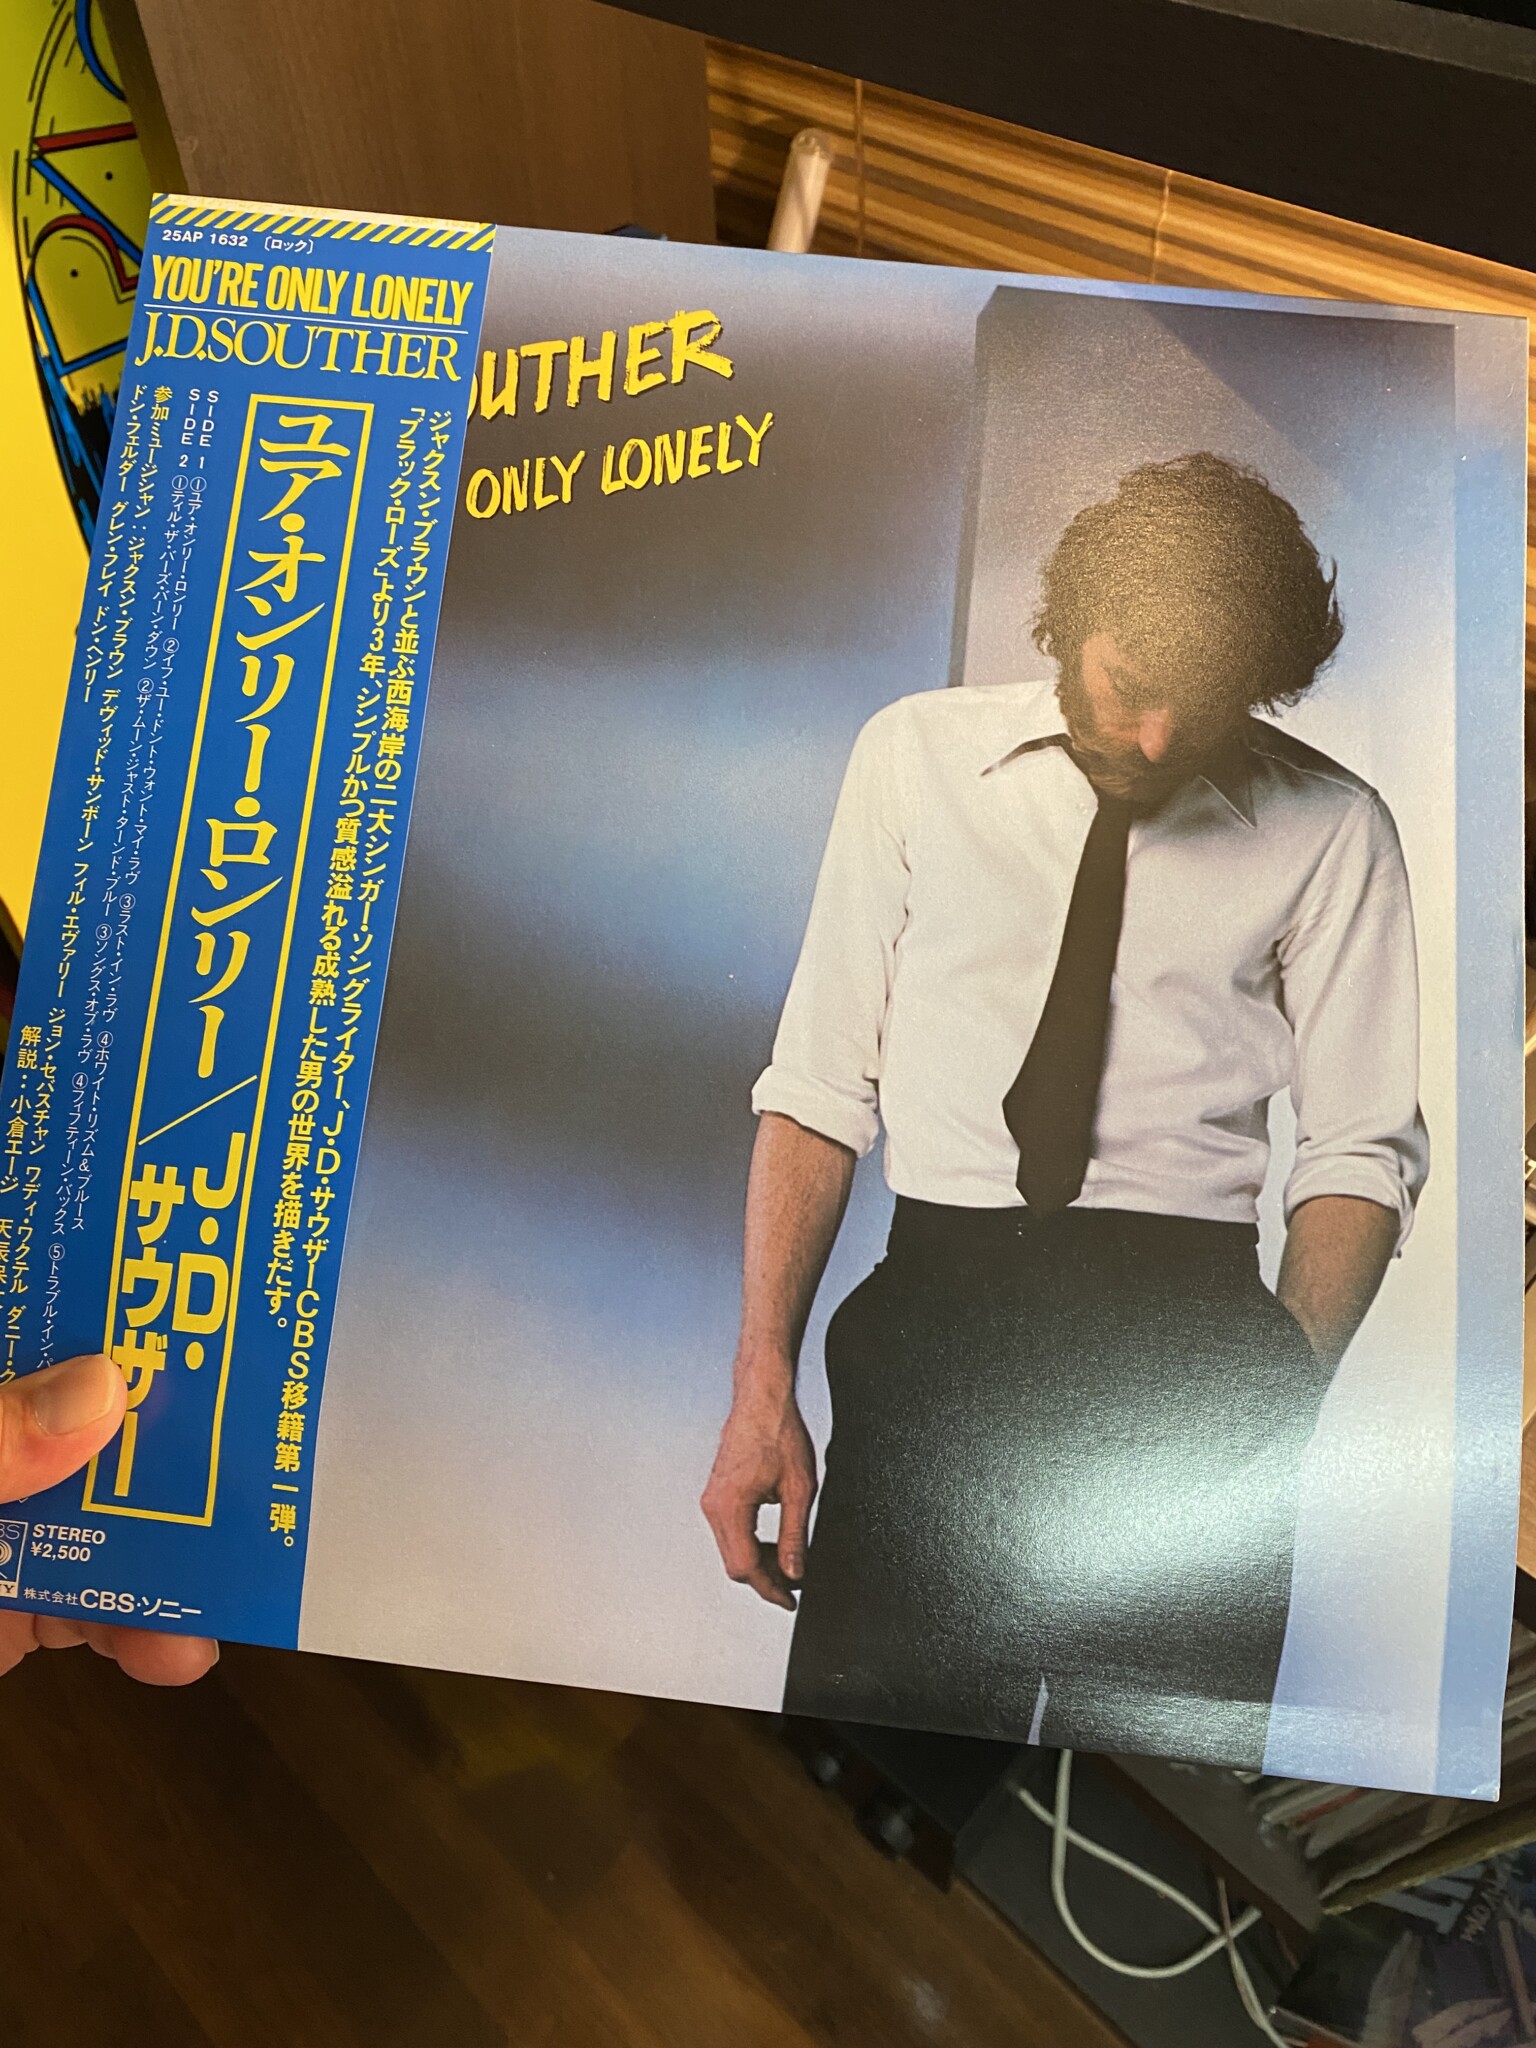 25AP 1632 〔ロック〕
YOU'RE ONLY LONELY
J.D.SOUTHER
ジャクスン・ブラウンと並ぶ西海岸の二大シンガー・ソングライター、J・D・サウザーCBS移籍第一弾。
「ブラック・ローズ」より3年、シンプルかつ質感溢れる成熟した男の世界を描きだす。
ユア・オンリー・ロンリー/J・D・サウザー
SIDE 1 ①ユア・オンリー・ロンリー ②イフ・ユー・ドント・ウォント・マイ・ラヴ ③ラスト・イン・ラヴ ④ホワイト・リズム&ブルース ⑤トラブル・イン・パ
SIDE 2 ①ティル・ザ・バーズ・バーン・ダウン ②ザ・ムーン・ジャスト・ターンド・ブルー ③ソングス・オブ・ラヴ ④フィフティーン・バックス
参加ミュージシャン:ジャクスン・ブラウン デヴィッド・サンボーン フィル・エヴァリー ジョン・セバスチャン ワディ・ワクテル ダニー・ク
ドン・フェルダー グレン・フレイ ドン・ヘンリー
解説:小倉エージ 天辰保
STEREO
¥2,500
株式会社CBS・ソニー
OUTHER
ONLY LONELY